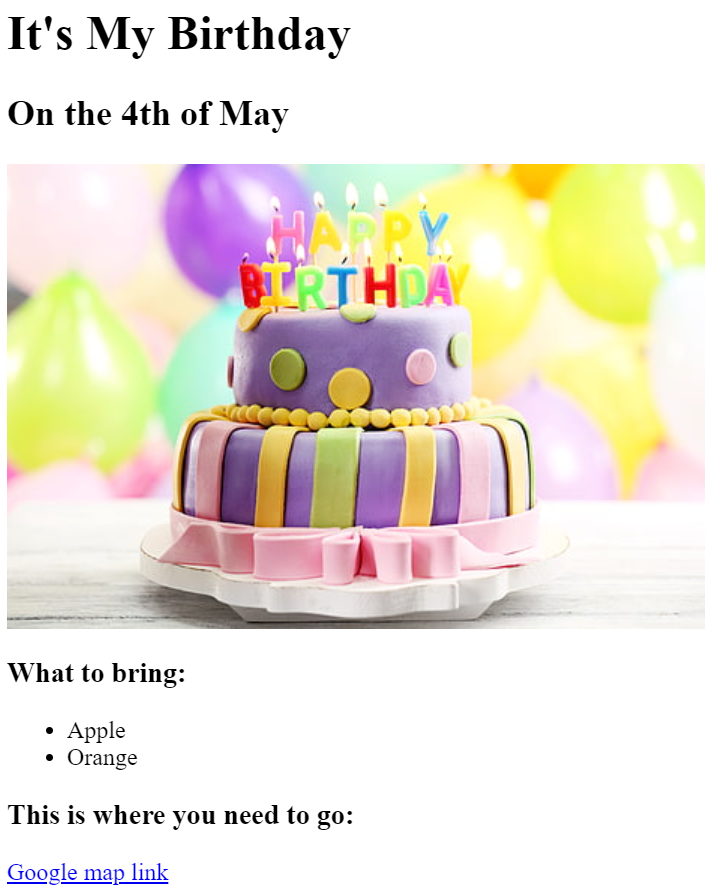 It's My Birthday
On the 4th of May
HAPPY
BIRTHDAY
What to bring:
Apple
Orange
This is where you need to go:
Google map link